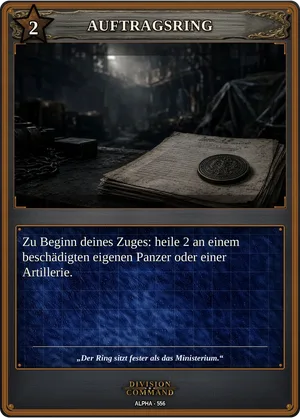 2
AUFTRAGSRING
Zu Beginn deines Zuges: heile 2 an einem
beschädigten eigenen Panzer oder einer
Artillerie.
„Der Ring sitzt fester als das Ministerium.“
DIVISION
COMMAND
ALPHA - 556